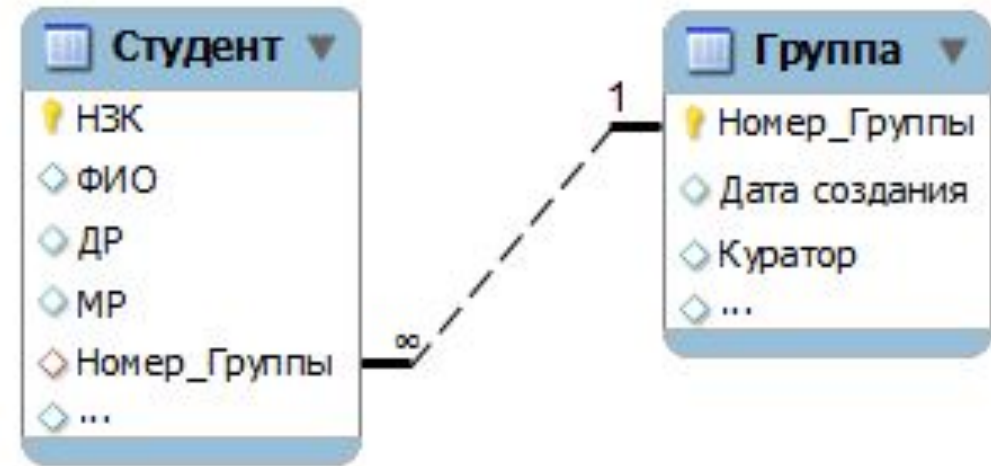 Студент
НЗК
ФИО
ДР
МР
Номер_Группы
...
∞
1
Группа
Номер_Группы
Дата создания
Куратор
...